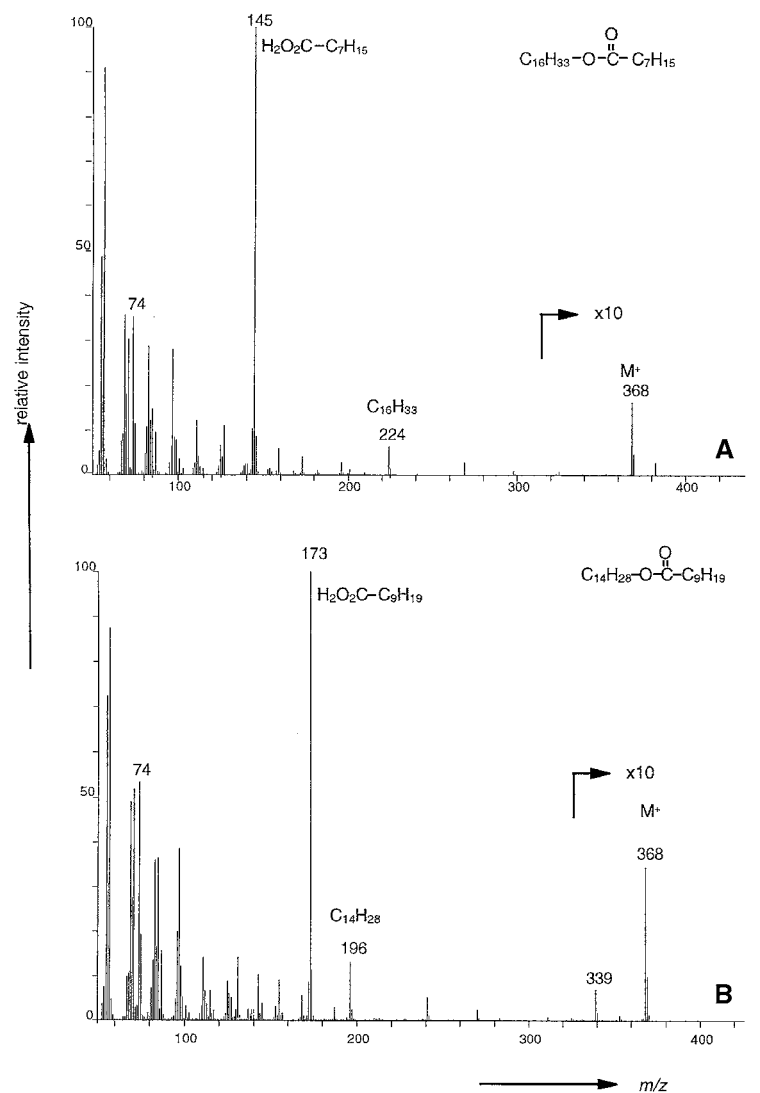 100
145
H₂O₂C–C₇H₁₅
O
C₁₆H₃₃–O–C–C₇H₁₅
50
74
x10
M⁺
368
C₁₆H₃₃
224
A
0
100
200
300
400
relative intensity
100
173
H₂O₂C–C₉H₁₉
O
C₁₄H₂₈–O–C–C₉H₁₉
74
x10
50
M⁺
368
C₁₄H₂₈
196
339
B
0
100
200
300
400
m/z